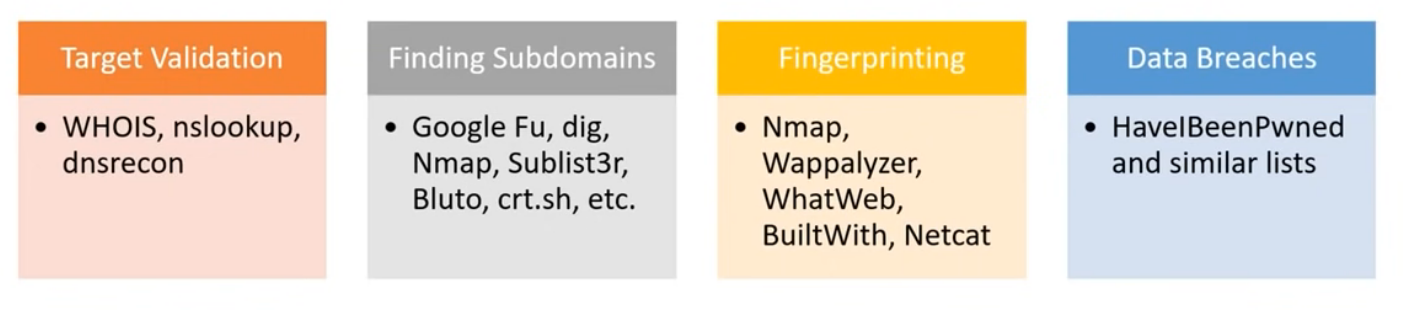 Target Validation
• WHOIS, nslookup,
dnsrecon
Finding Subdomains
• Google Fu, dig,
Nmap, Sublist3r,
Bluto, crt.sh, etc.
Fingerprinting
• Nmap,
Wappalyzer,
WhatWeb,
BuiltWith, Netcat
Data Breaches
• HaveIBeenPwned
and similar lists